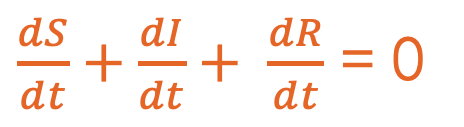 dS/dt + dI/dt + dR/dt = 0